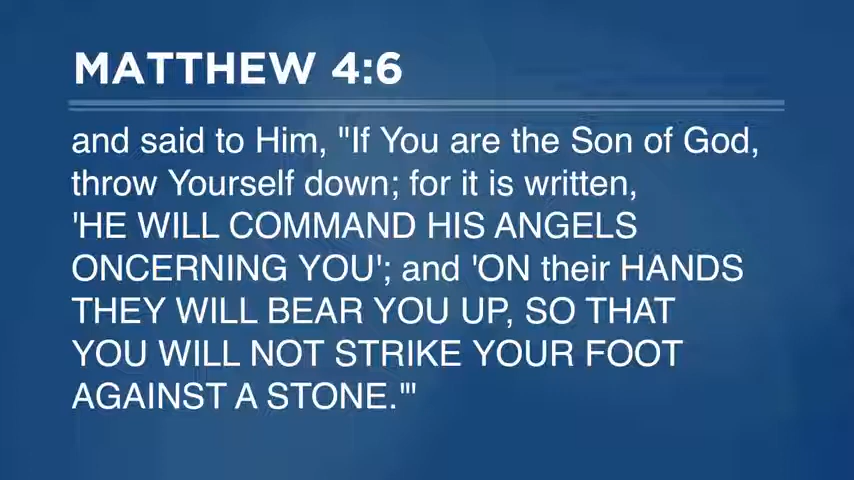 MATTHEW 4:6
and said to Him, "If You are the Son of God,
throw Yourself down; for it is written,
'HE WILL COMMAND HIS ANGELS
ONCERNING YOU'; and 'ON their HANDS
THEY WILL BEAR YOU UP, SO THAT
YOU WILL NOT STRIKE YOUR FOOT
AGAINST A STONE.'"